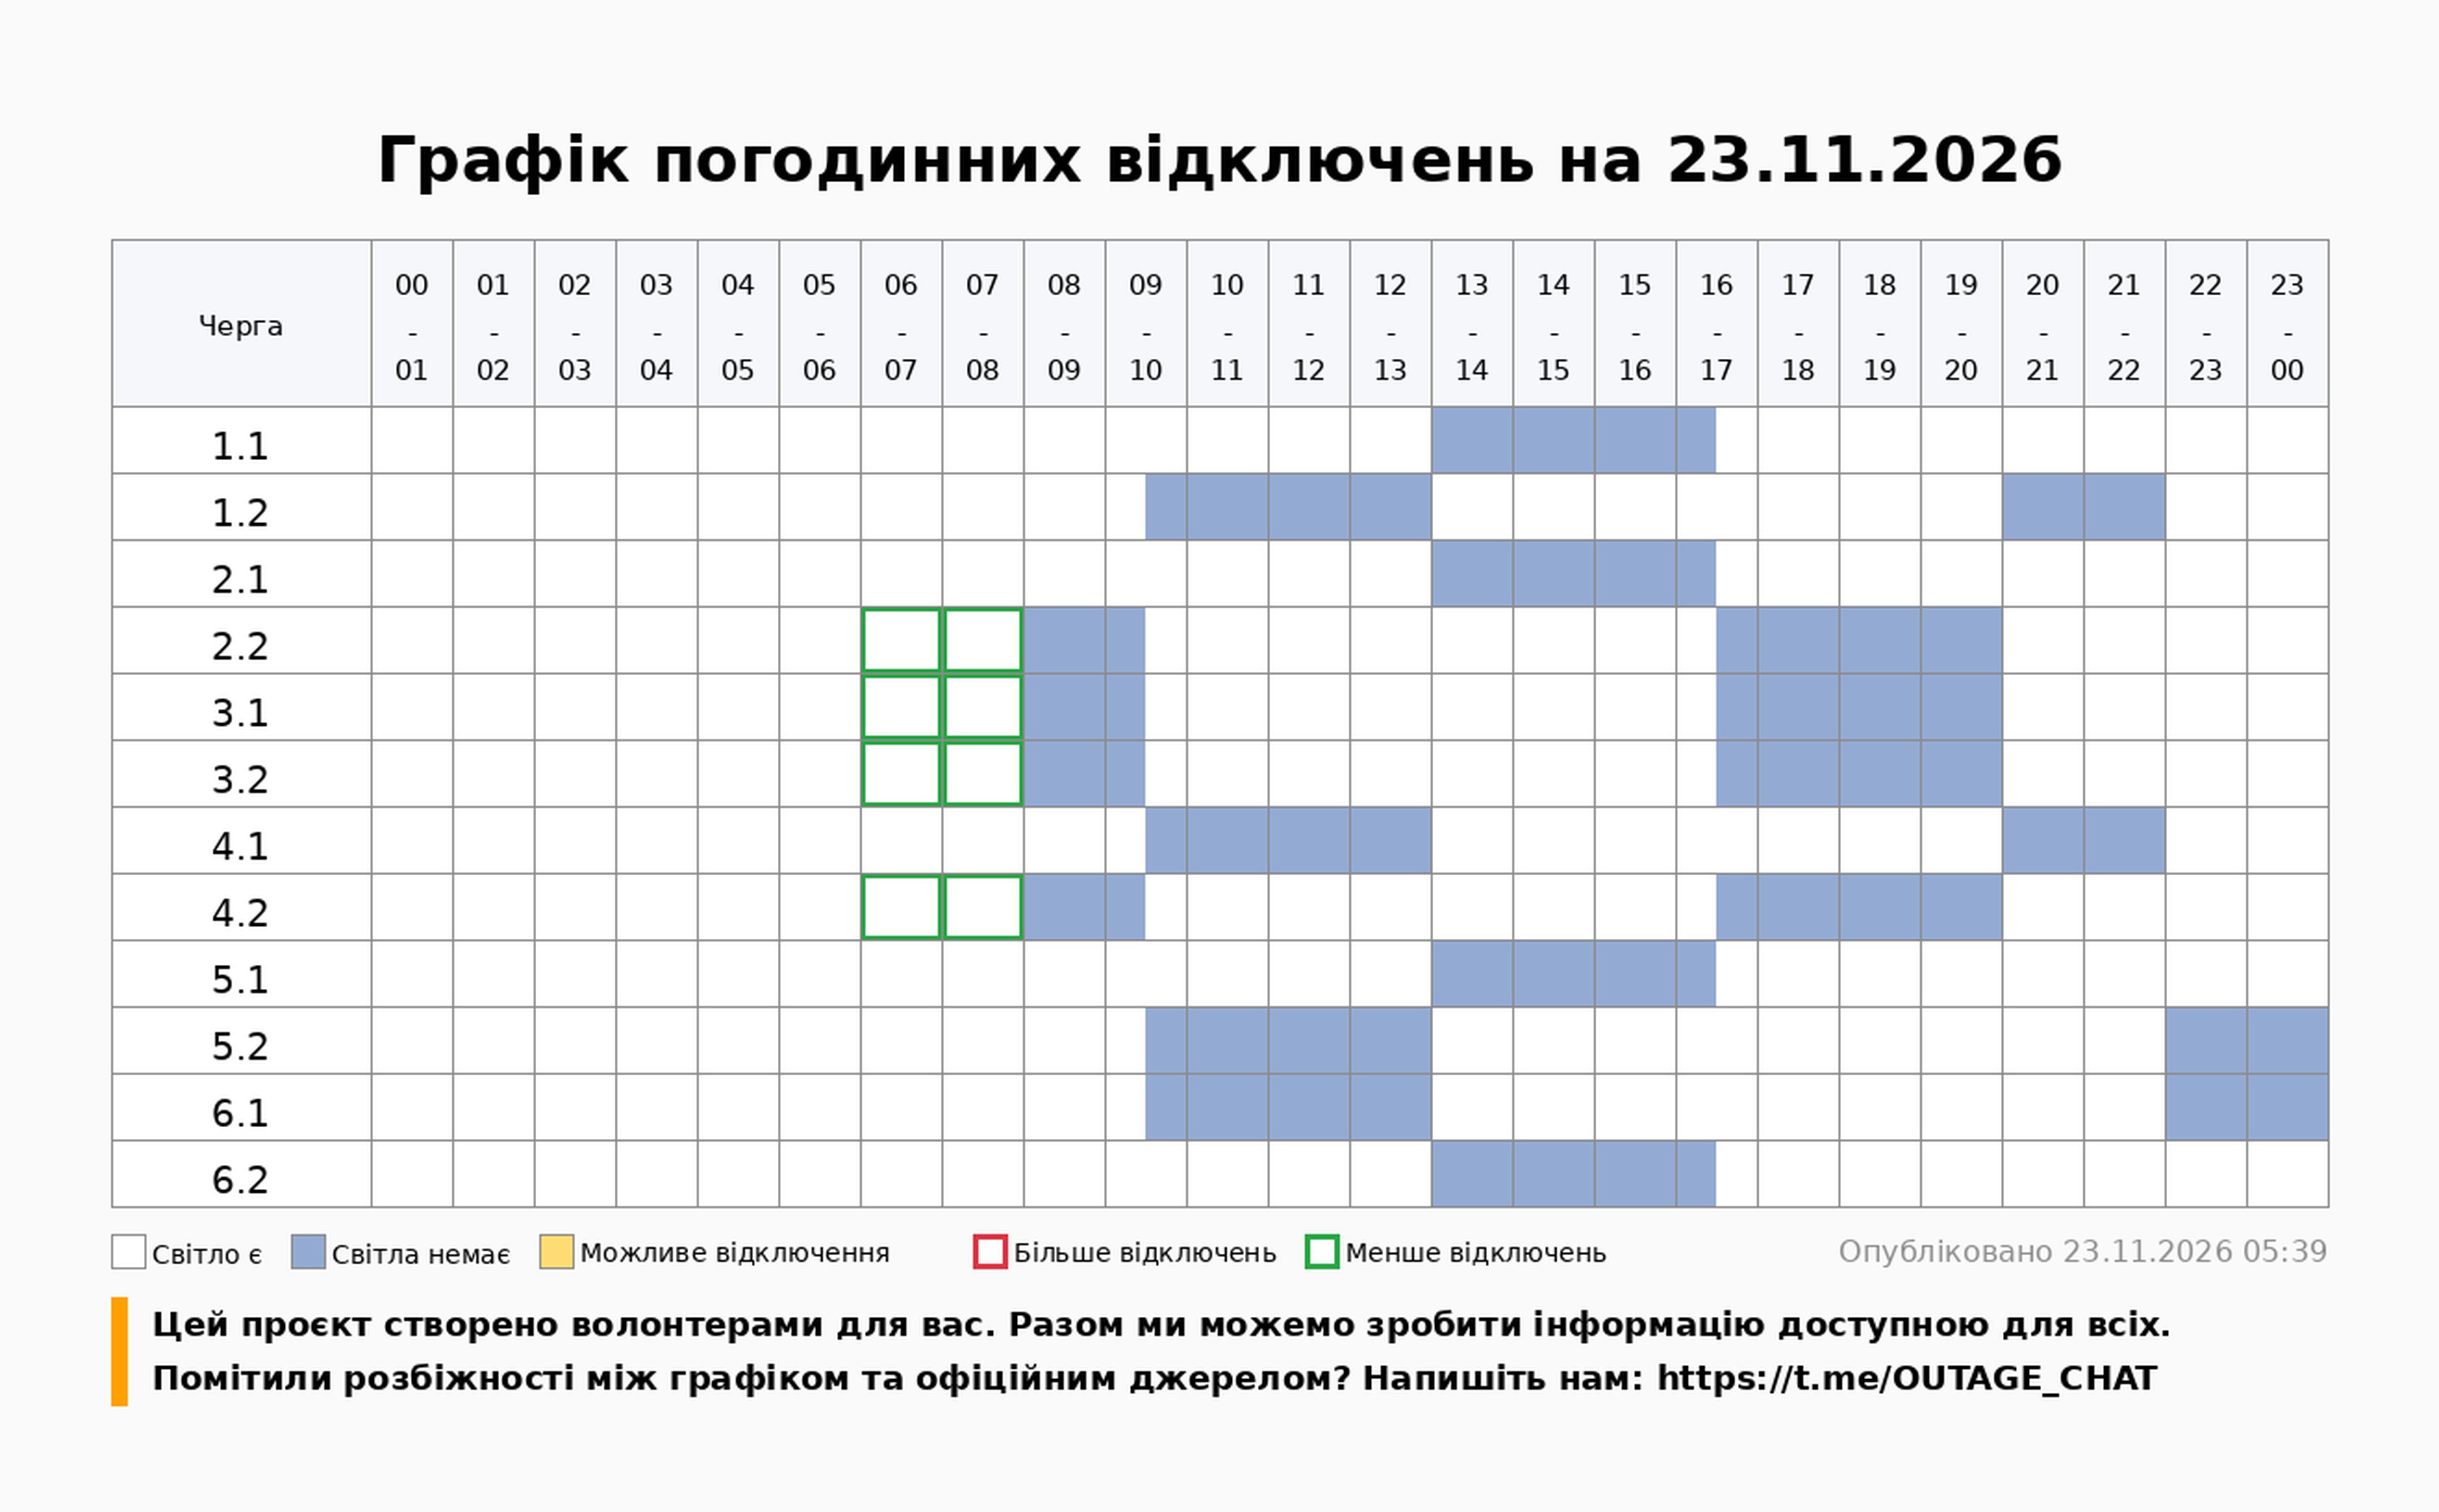 Графік погодинних відключень на 23.11.2026
Черга
00 - 01
01 - 02
02 - 03
03 - 04
04 - 05
05 - 06
06 - 07
07 - 08
08 - 09
09 - 10
10 - 11
11 - 12
12 - 13
13 - 14
14 - 15
15 - 16
16 - 17
17 - 18
18 - 19
19 - 20
20 - 21
21 - 22
22 - 23
23 - 00
1.1
1.2
2.1
2.2
3.1
3.2
4.1
4.2
5.1
5.2
6.1
6.2
Світло є Світла немає Можливе відключення Більше відключень Менше відключень Опубліковано 23.11.2026 05:39
Цей проєкт створено волонтерами для вас. Разом ми можемо зробити інформацію доступною для всіх.
Помітили розбіжності між графіком та офіційним джерелом? Напишіть нам: https://t.me/OUTAGE_CHAT